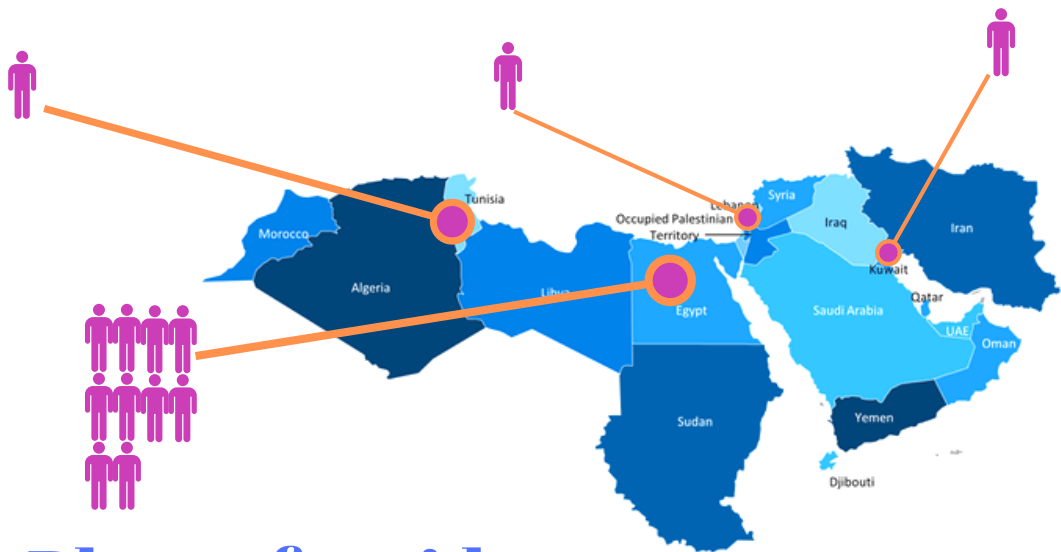 Tunisia
Lebanon
Syria
Occupied Palestinian
Territory
Iraq
Iran
Morocco
Kuwait
Algeria
Libya
Egypt
Qatar
Saudi Arabia
UAE
Oman
Sudan
Yemen
Djibouti